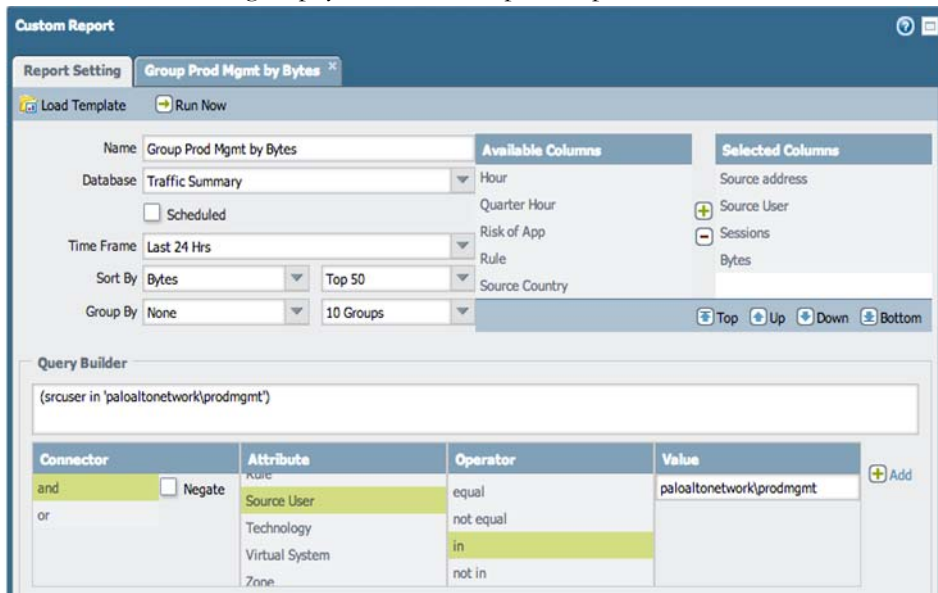 Custom Report
Report Setting
Group Prod Mgmt by Bytes
Load Template
Run Now
Name
Group Prod Mgmt by Bytes
Database
Traffic Summary
Scheduled
Time Frame
Last 24 Hrs
Sort By
Bytes
Top 50
Group By
None
10 Groups
Available Columns
Hour
Quarter Hour
Risk of App
Rule
Source Country
Selected Columns
Source address
Source User
Sessions
Bytes
Top
Up
Down
Bottom
Query Builder
(srcuser in 'paloaltonetwork\prodmgmt')
Connector
and
or
Negate
Attribute
Rule
Source User
Technology
Virtual System
Zone
Operator
equal
not equal
in
not in
Value
paloaltonetwork\prodmgmt
Add